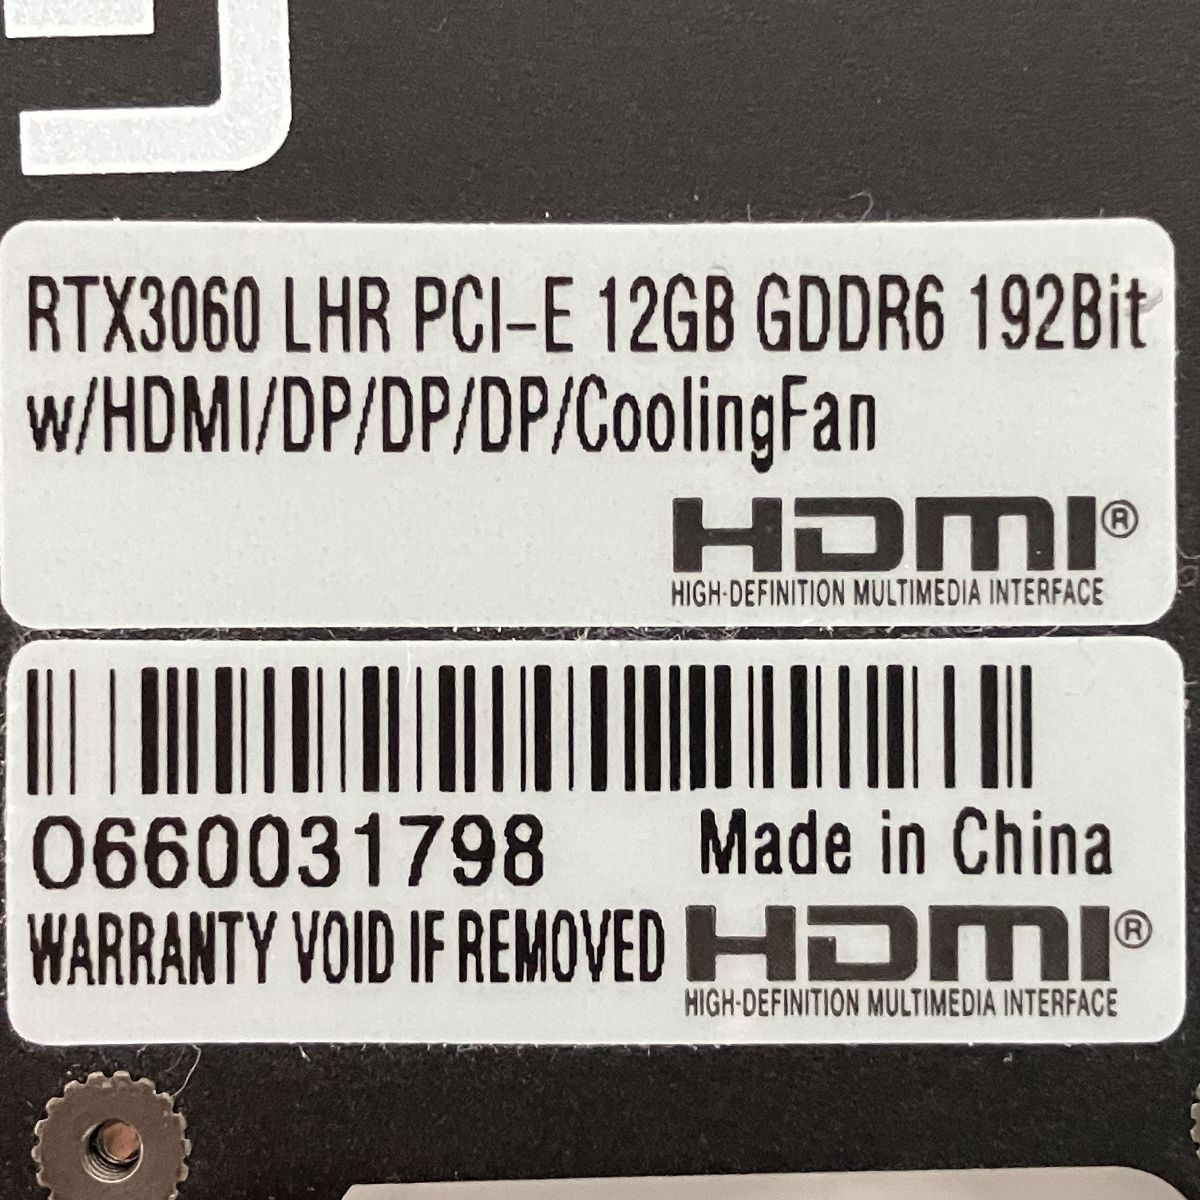 RTX3060 LHR PCI-E 12GB GDDR6 192Bit
w/HDMI/DP/DP/DP/CoolingFan
HDMI®
HIGH-DEFINITION MULTIMEDIA INTERFACE
0660031798
Made in China
WARRANTY VOID IF REMOVED
HDMI®
HIGH-DEFINITION MULTIMEDIA INTERFACE